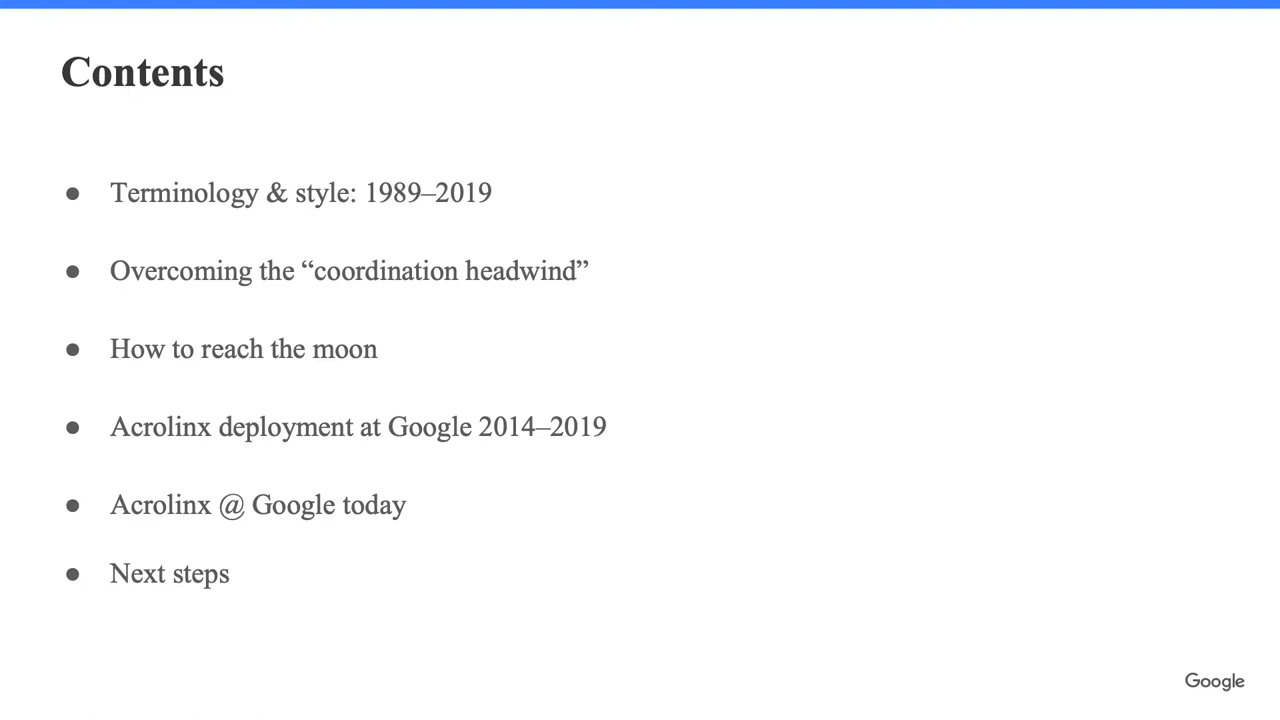 Contents
● Terminology & style: 1989–2019
● Overcoming the “coordination headwind”
● How to reach the moon
● Acrolinx deployment at Google 2014–2019
● Acrolinx @ Google today
● Next steps
Google